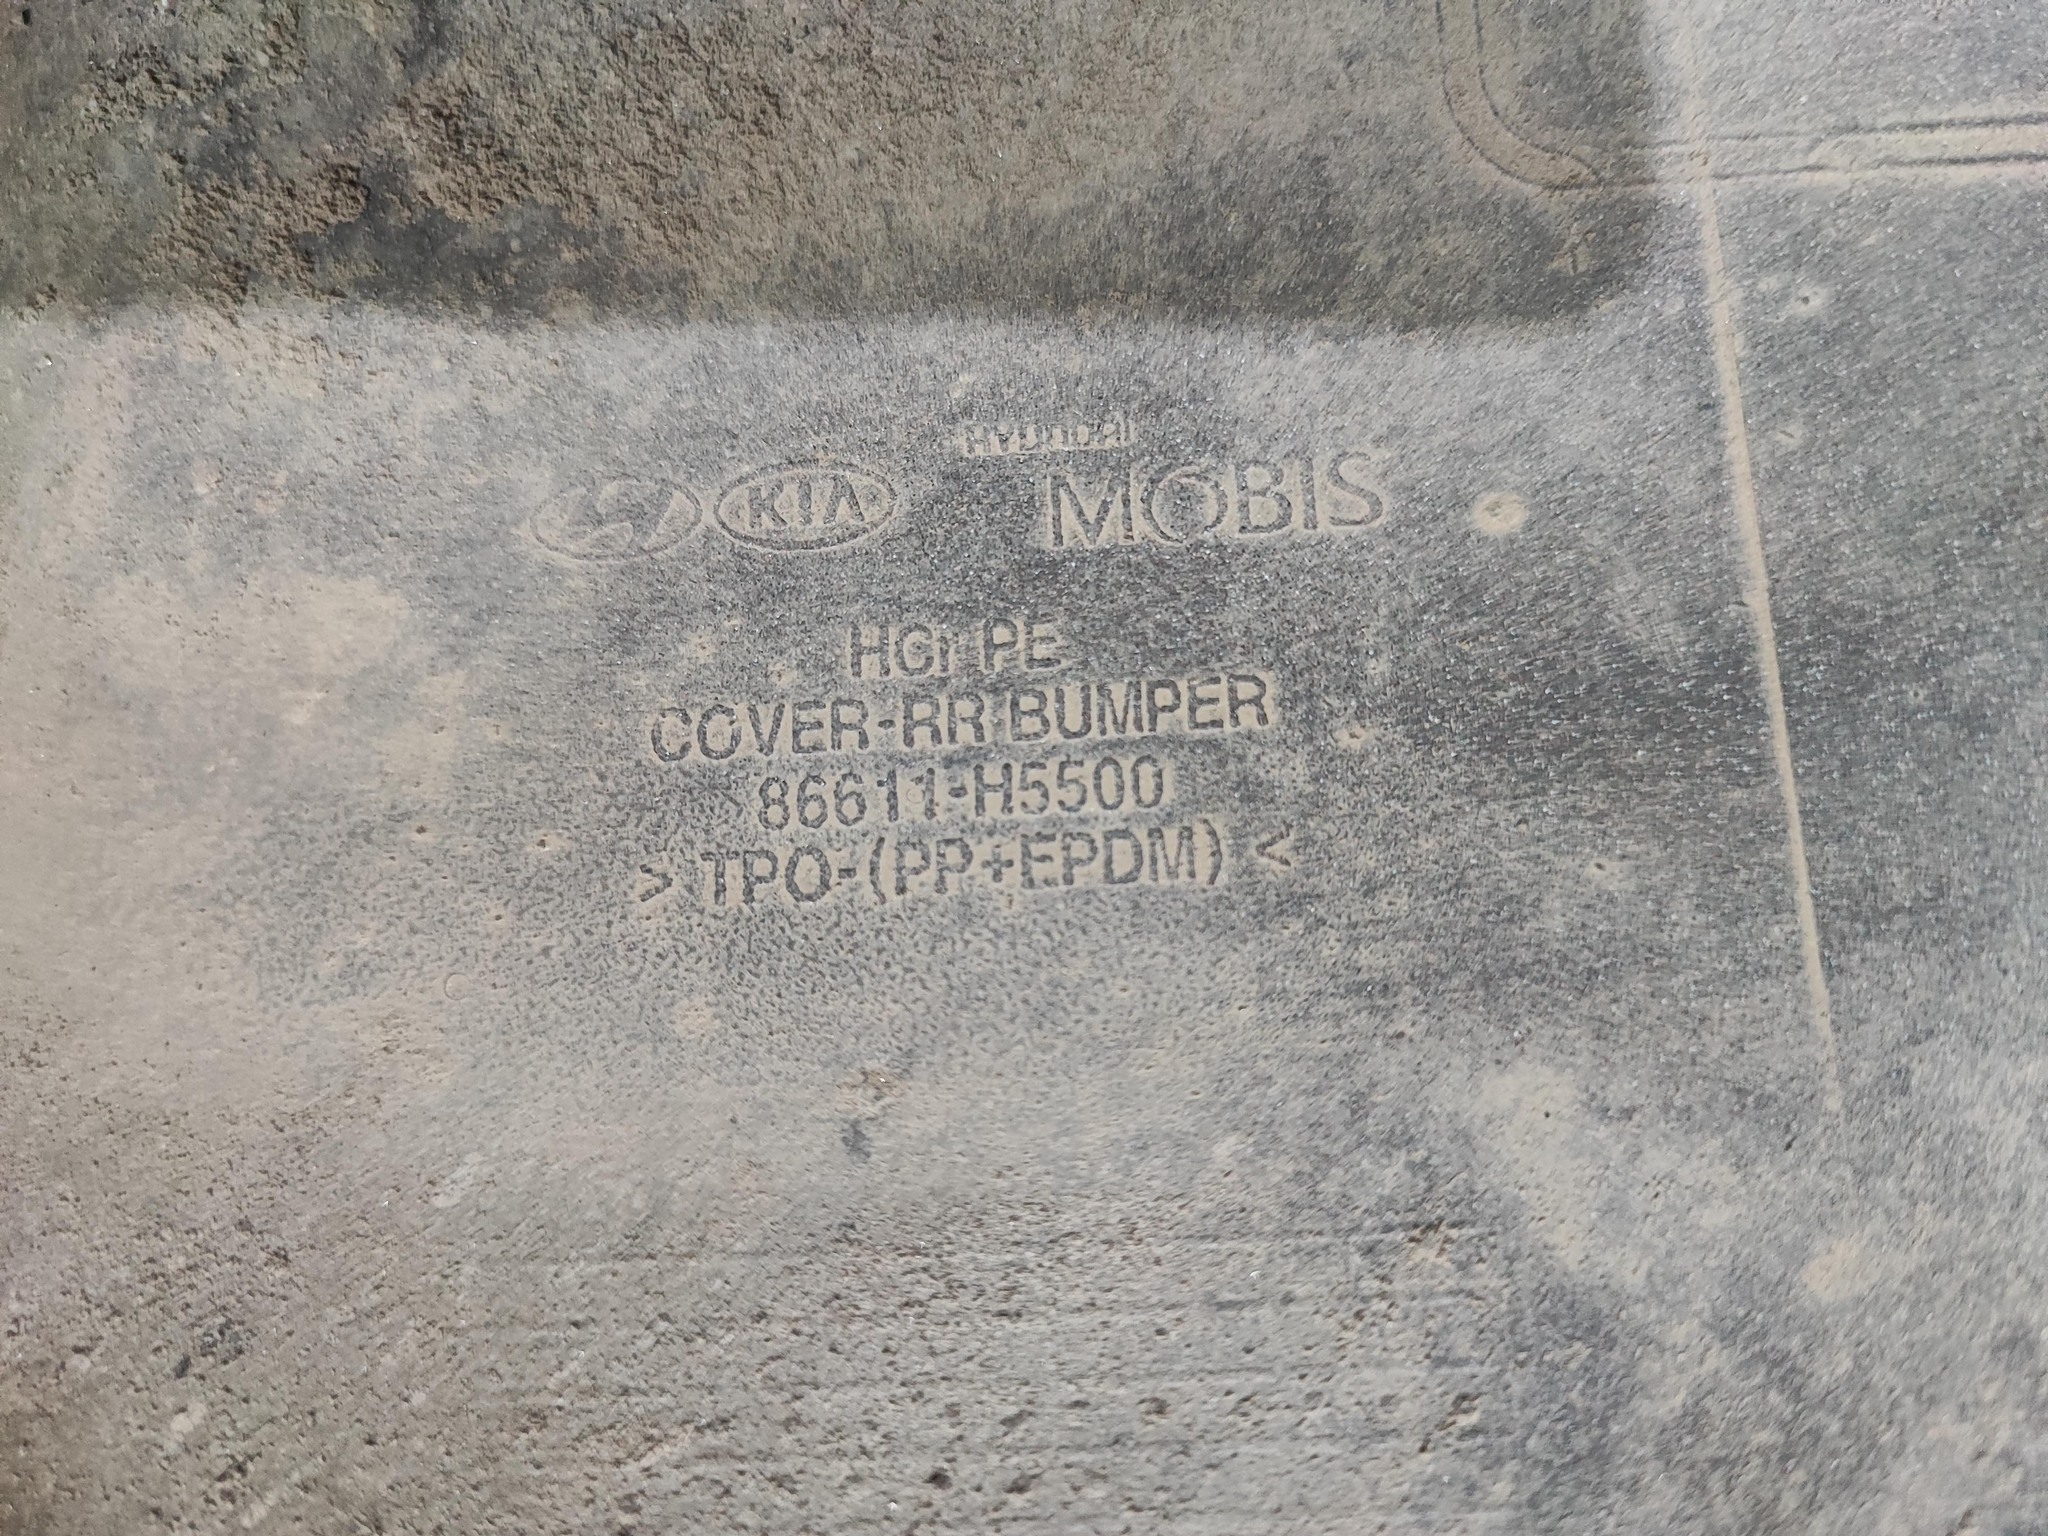 HYUNDAI
KIA MOBIS
HCr PE
COVER-RR BUMPER
86611-H5500
> TPO-(PP+EPDM) <